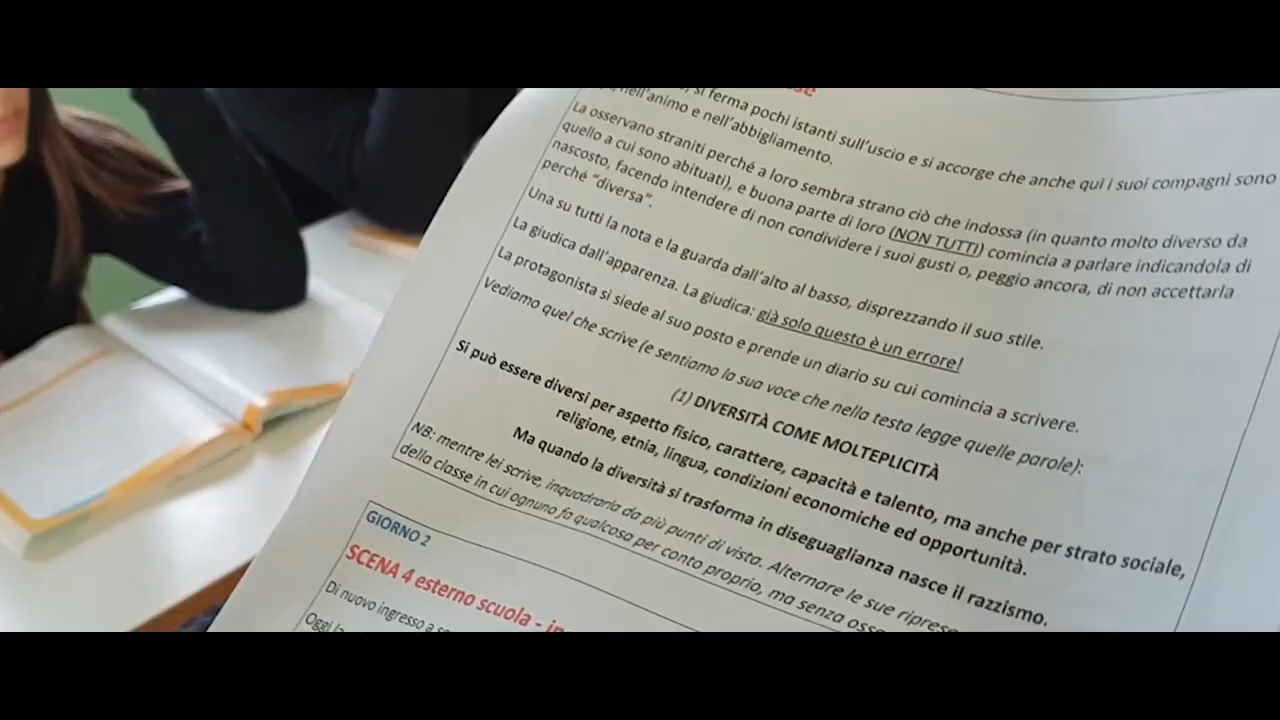 si ferma pochi istanti sull'uscio e si accorge che anche qui i suoi compagni sono
nell'animo e nell'abbigliamento.
La osservano straniti perché a loro sembra strano ciò che indossa (in quanto molto diverso da
quello a cui sono abituati), e buona parte di loro (NON TUTTI) comincia a parlare indicandola di
nascosto, facendo intendere di non condividere i suoi gusti o, peggio ancora, di non accettarla
perché "diversa".
Una su tutti la nota e la guarda dall'alto al basso, disprezzando il suo stile.
La giudica dall'apparenza. La giudica: già solo questo è un errore!
La protagonista si siede al suo posto e prende un diario su cui comincia a scrivere.
Vediamo quel che scrive (e sentiamo la sua voce che nella testa legge quelle parole):
(1) DIVERSITÀ COME MOLTEPLICITÀ
Si può essere diversi per aspetto fisico, carattere, capacità e talento, ma anche per strato sociale,
religione, etnia, lingua, condizioni economiche ed opportunità.
Ma quando la diversità si trasforma in diseguaglianza nasce il razzismo.
NB: mentre lei scrive, inquadrarla da più punti di vista. Alternare le sue riprese
della classe in cui ognuno fa qualcosa per conto proprio, ma senza
GIORNO 2
SCENA 4 esterno scuola - in
Di nuovo ingresso a
Oggi